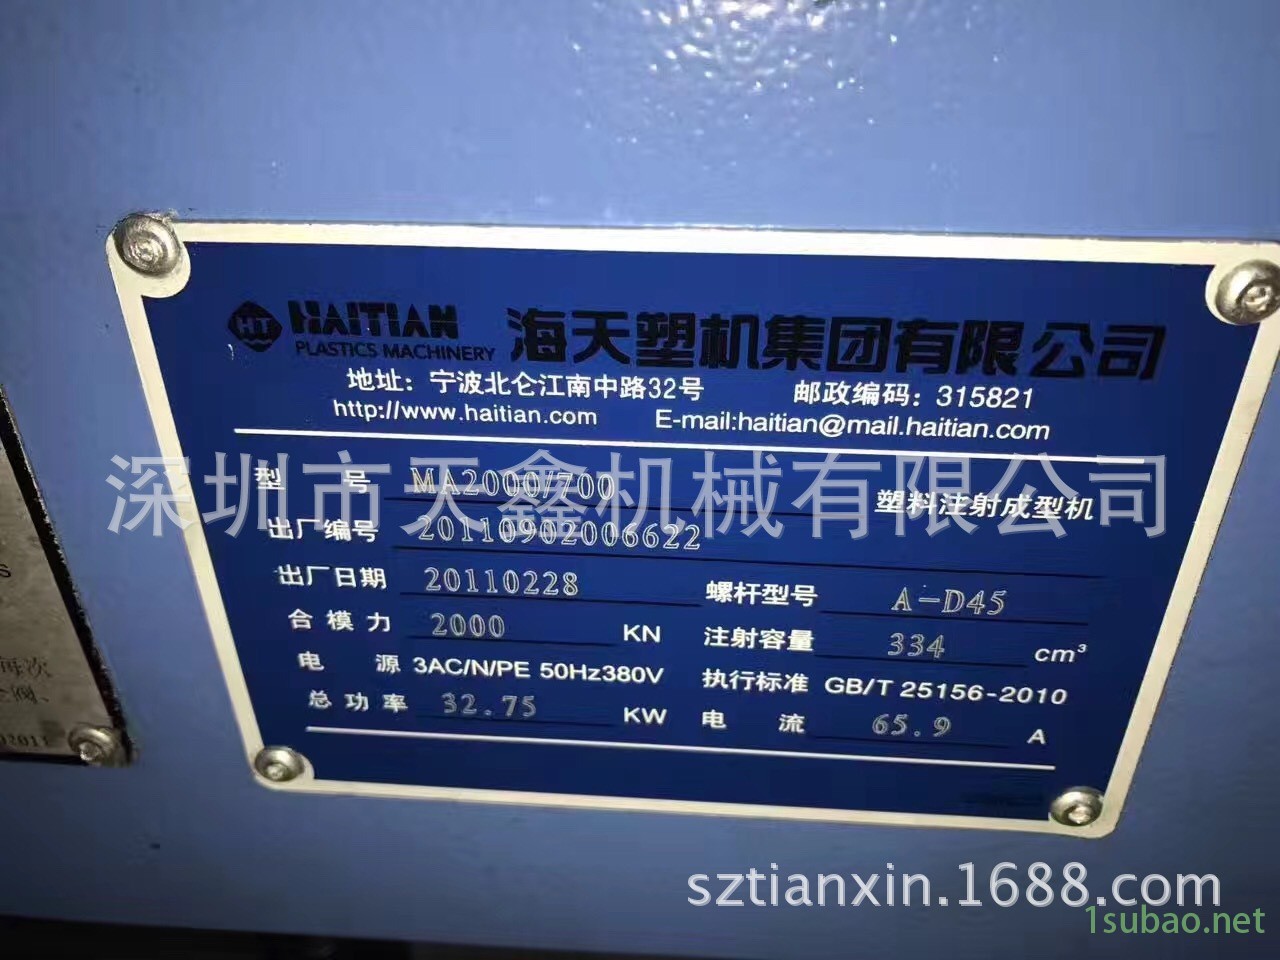 HT HAITIAN 海天塑机集团有限公司
PLASTICS MACHINERY
地址：宁波北仑江南中路32号 邮政编码：315821
http://www.haitian.com E-mail:haitian@mail.haitian.com
型 号 MA2000/700 塑料注射成型机
深圳市天鑫机械有限公司
出厂编号 20110902006622
出厂日期 20110228 螺杆型号 A-D45
合模力 2000 KN 注射容量 334 cm³
电 源 3AC/N/PE 50Hz380V 执行标准 GB/T 25156-2010
总功率 32.75 KW 电 流 65.9 A
每次
sztianxin.1688.com
1subao.net